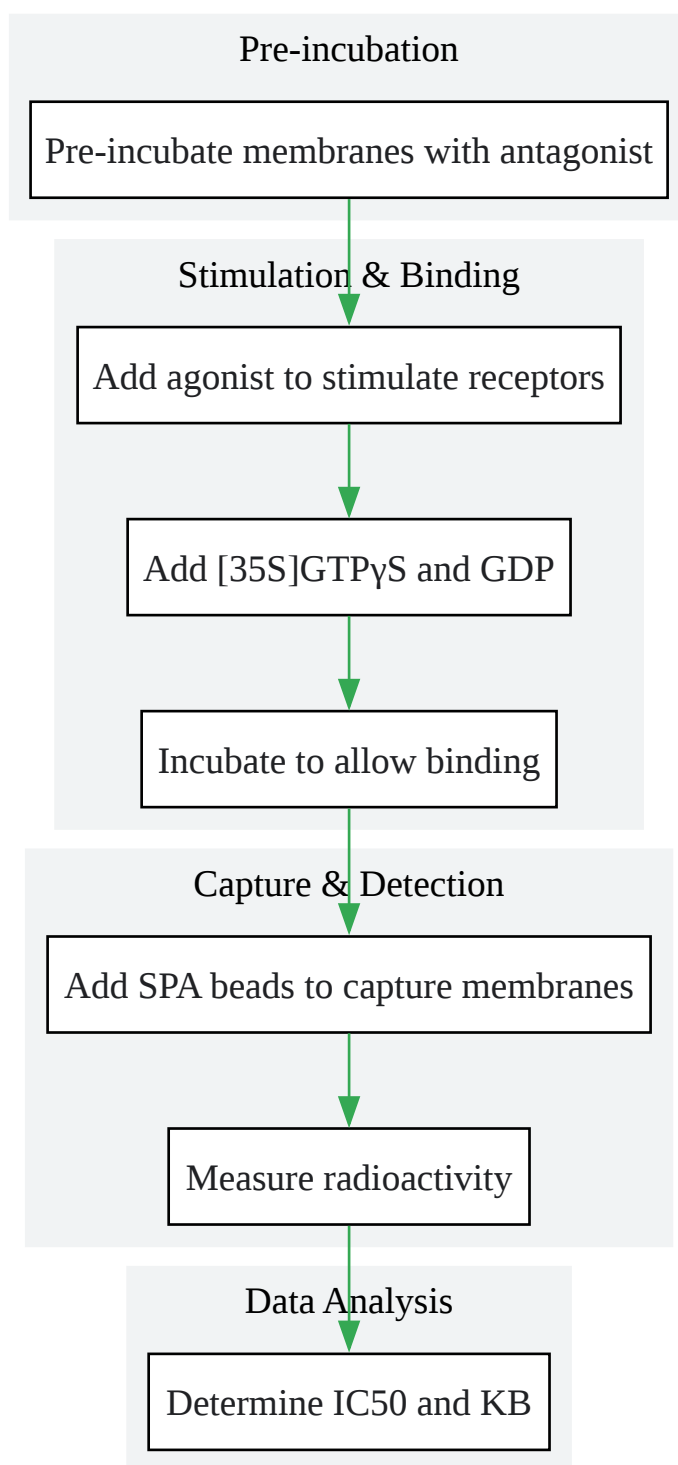 Pre-incubation
Pre-incubate membranes with antagonist
Stimulation & Binding
Add agonist to stimulate receptors
Add [35S]GTPγS and GDP
Incubate to allow binding
Capture & Detection
Add SPA beads to capture membranes
Measure radioactivity
Data Analysis
Determine IC50 and KB